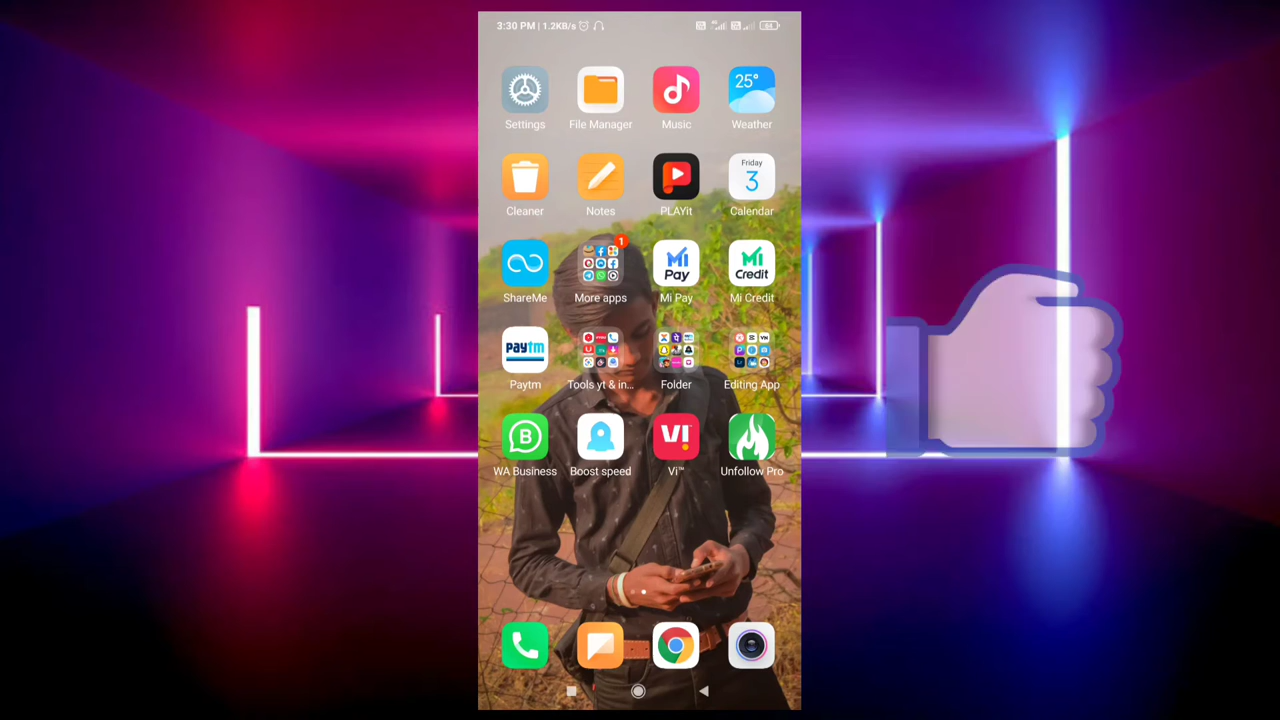 3:30 PM | 1.2KB/s
64
25°
Settings
File Manager
Music
Weather
Friday
3
Cleaner
Notes
PLAYit
Calendar
1
Mi Pay
Mi Credit
ShareMe
More apps
Mi Pay
Mi Credit
paytm
Paytm
Tools yt & in...
Folder
Editing App
B
VI
WA Business
Boost speed
Vi™
Unfollow Pro